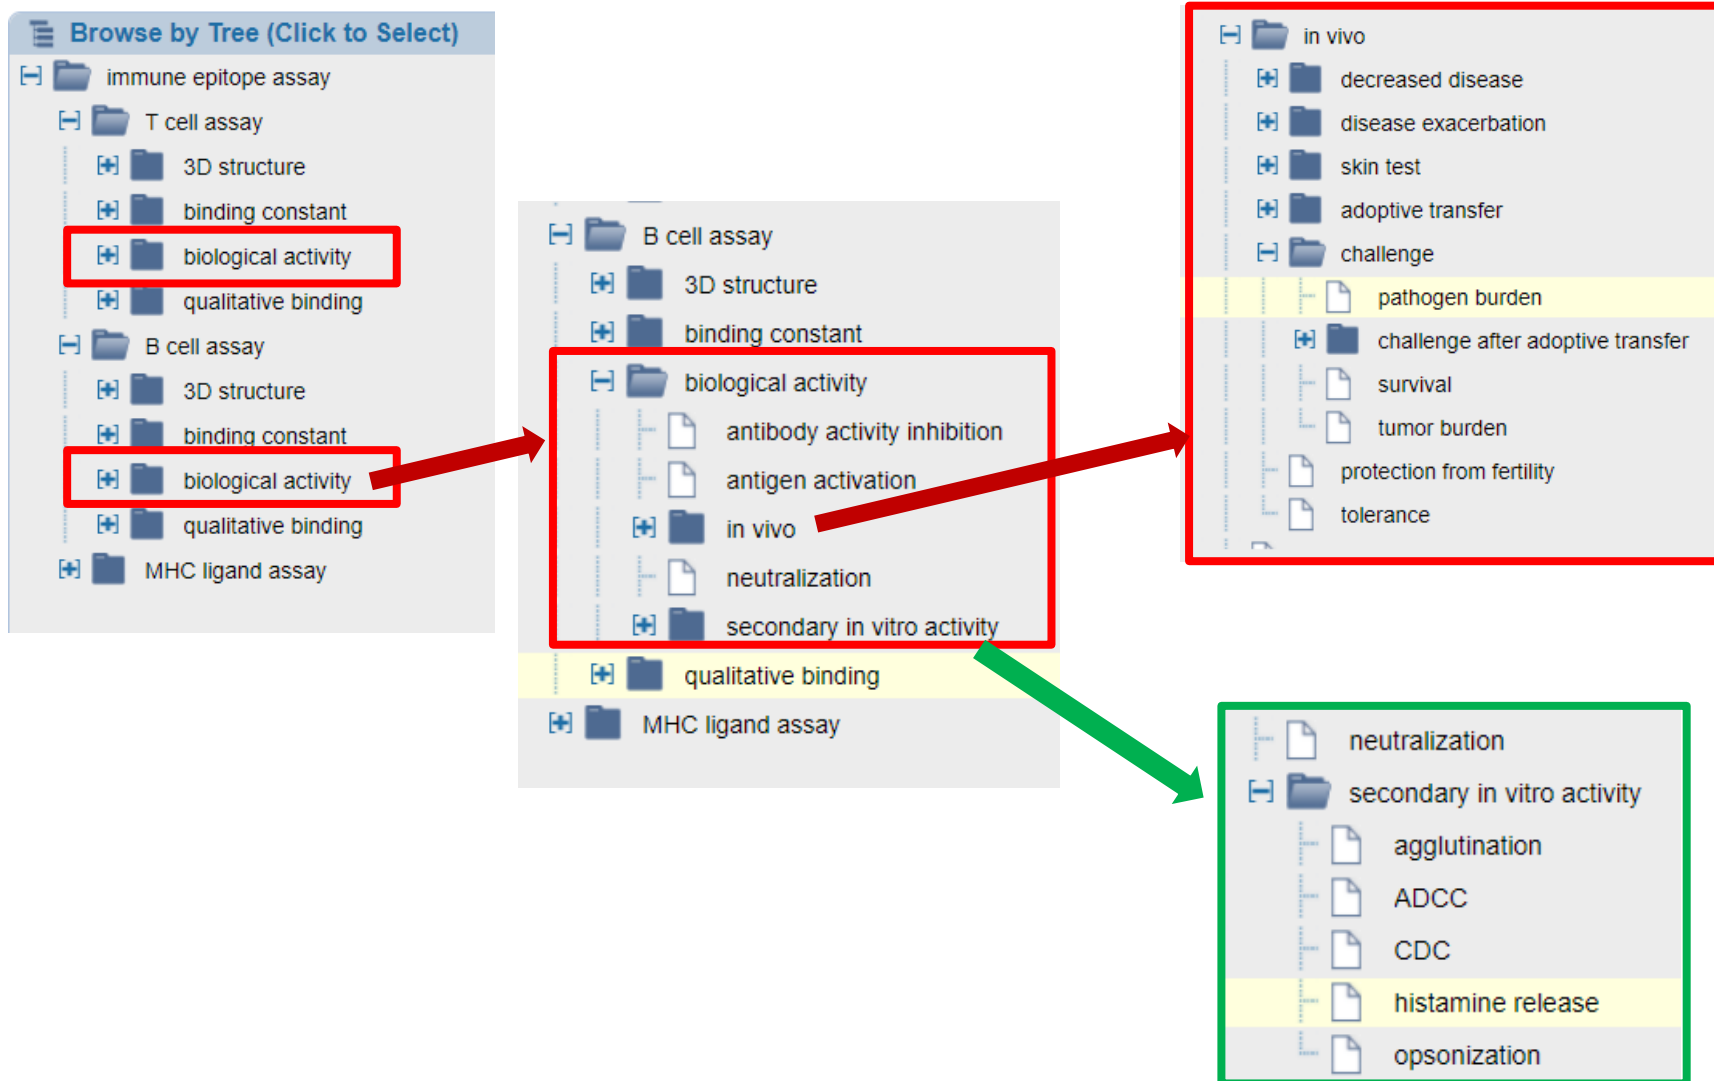 Browse by Tree (Click to Select)
immune epitope assay
T cell assay
3D structure
binding constant
biological activity
qualitative binding
B cell assay
3D structure
binding constant
biological activity
qualitative binding
MHC ligand assay
B cell assay
3D structure
binding constant
biological activity
antibody activity inhibition
antigen activation
in vivo
neutralization
secondary in vitro activity
qualitative binding
MHC ligand assay
in vivo
decreased disease
disease exacerbation
skin test
adoptive transfer
challenge
pathogen burden
challenge after adoptive transfer
survival
tumor burden
protection from fertility
tolerance
neutralization
secondary in vitro activity
agglutination
ADCC
CDC
histamine release
opsonization